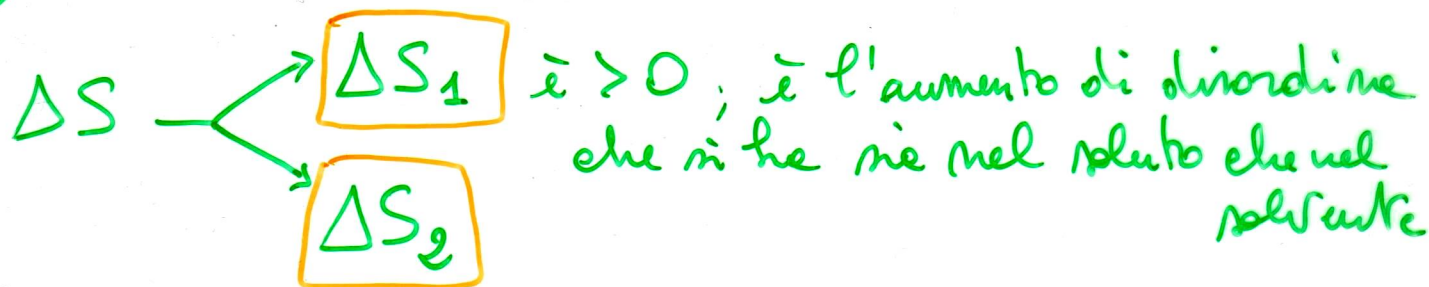 ΔS
ΔS₁ è > 0; è l'aumento di disordine
che si ha sia nel soluto che nel
solvente
ΔS₂